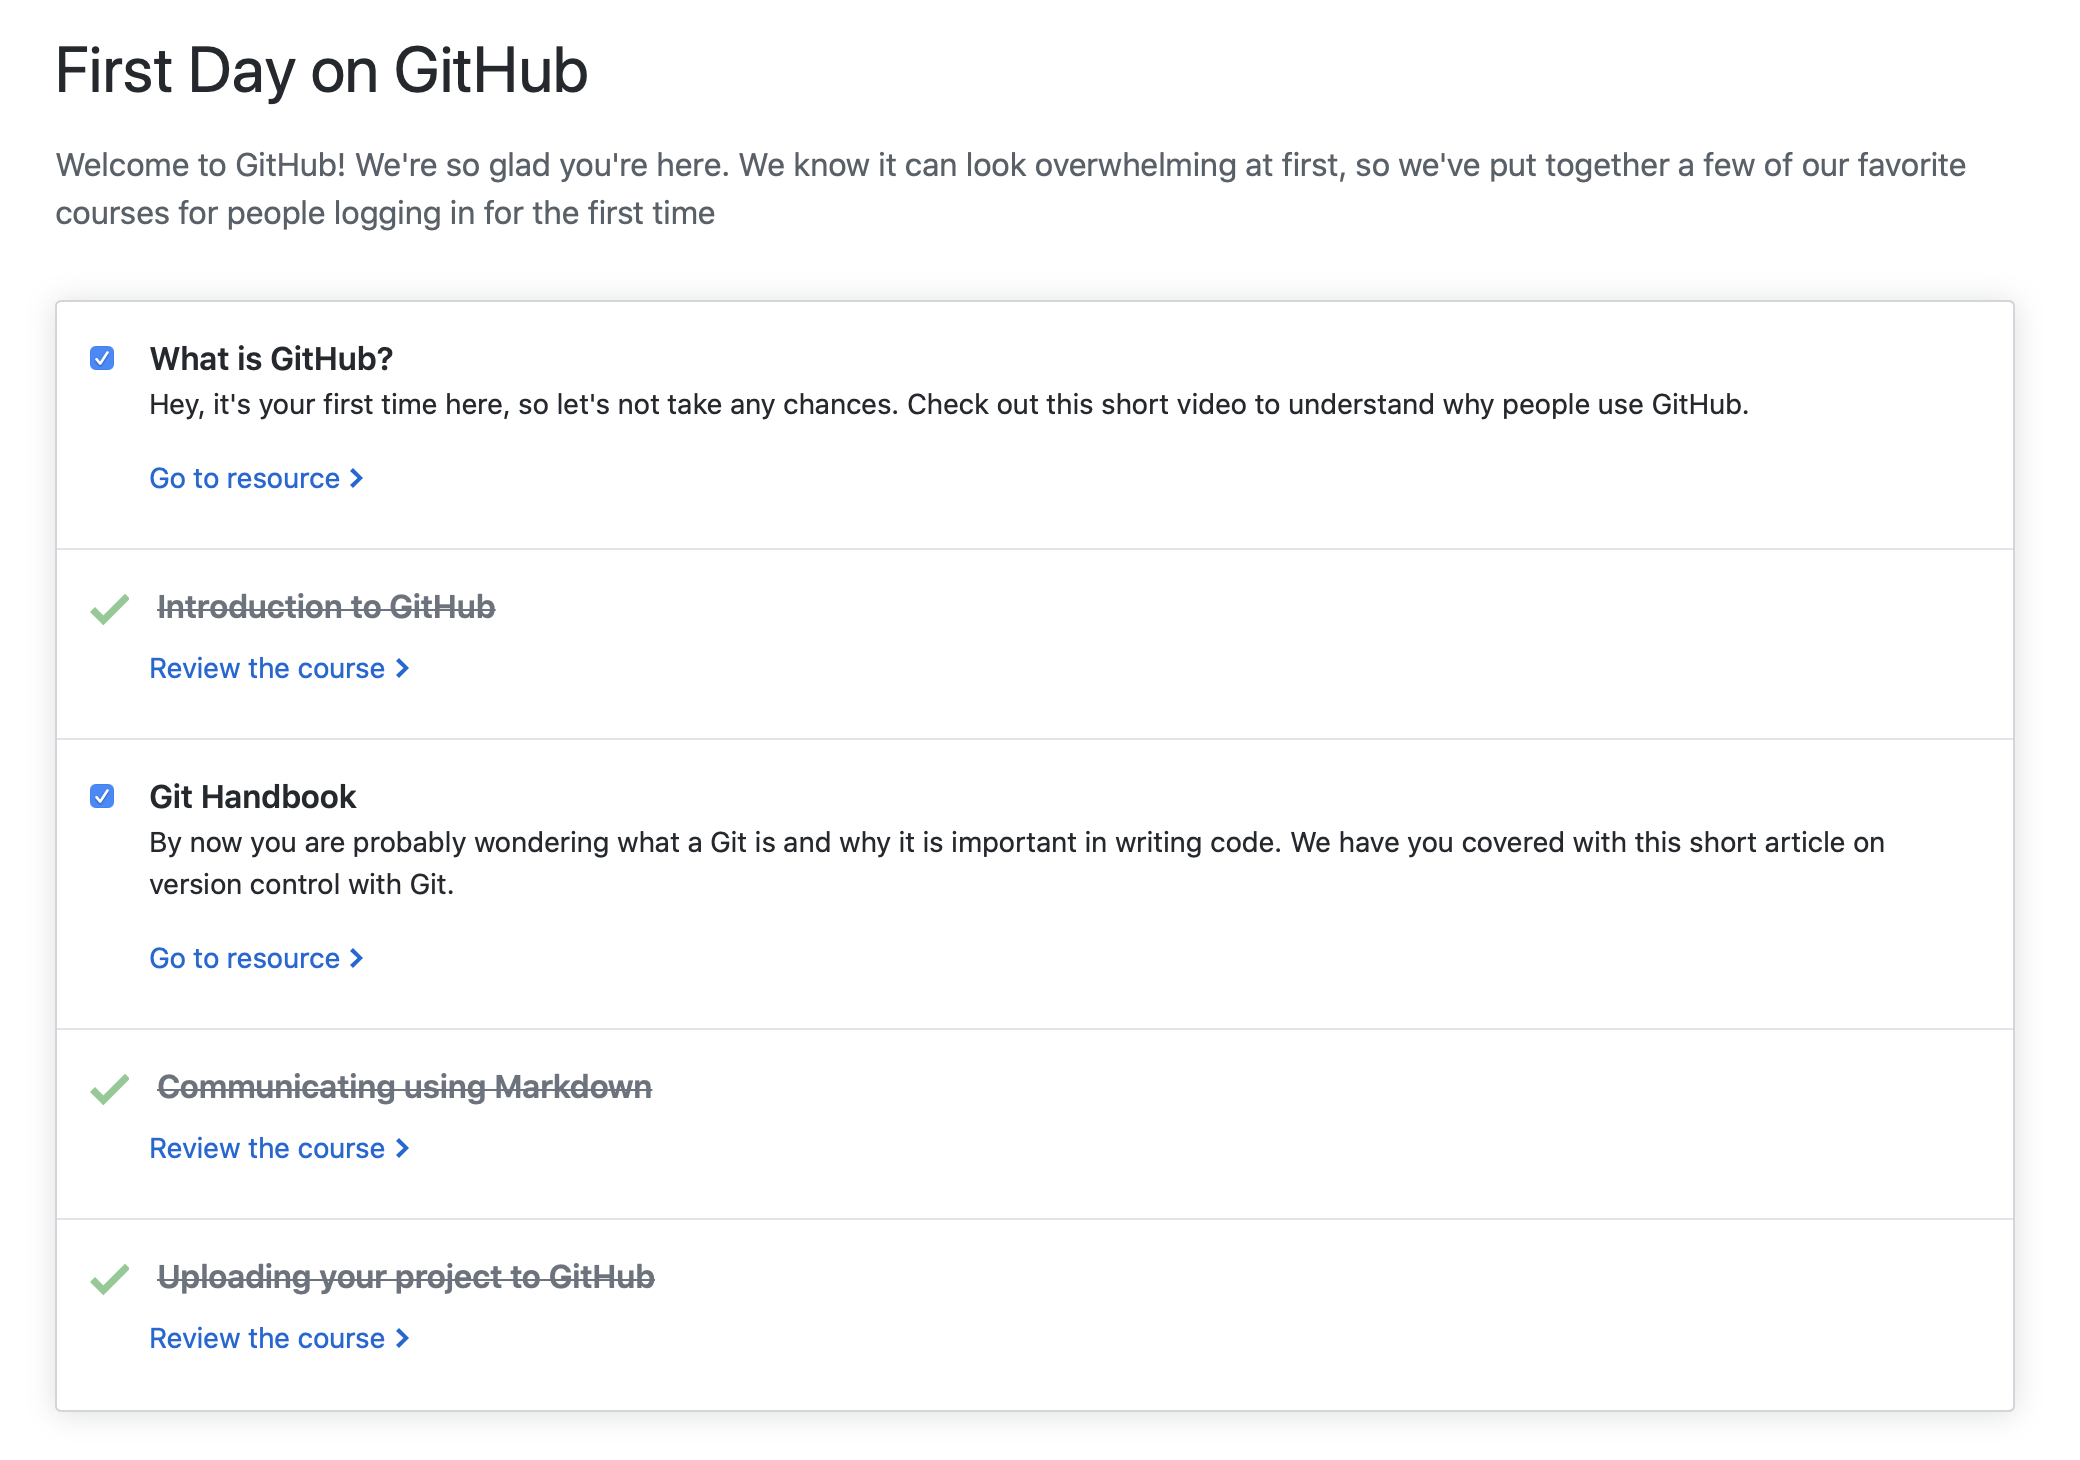 First Day on GitHub
Welcome to GitHub! We're so glad you're here. We know it can look overwhelming at first, so we've put together a few of our favorite
courses for people logging in for the first time
What is GitHub?
Hey, it's your first time here, so let's not take any chances. Check out this short video to understand why people use GitHub.
Go to resource
Introduction to GitHub
Review the course
Git Handbook
By now you are probably wondering what a Git is and why it is important in writing code. We have you covered with this short article on
version control with Git.
Go to resource
Communicating using Markdown
Review the course
Uploading your project to GitHub
Review the course